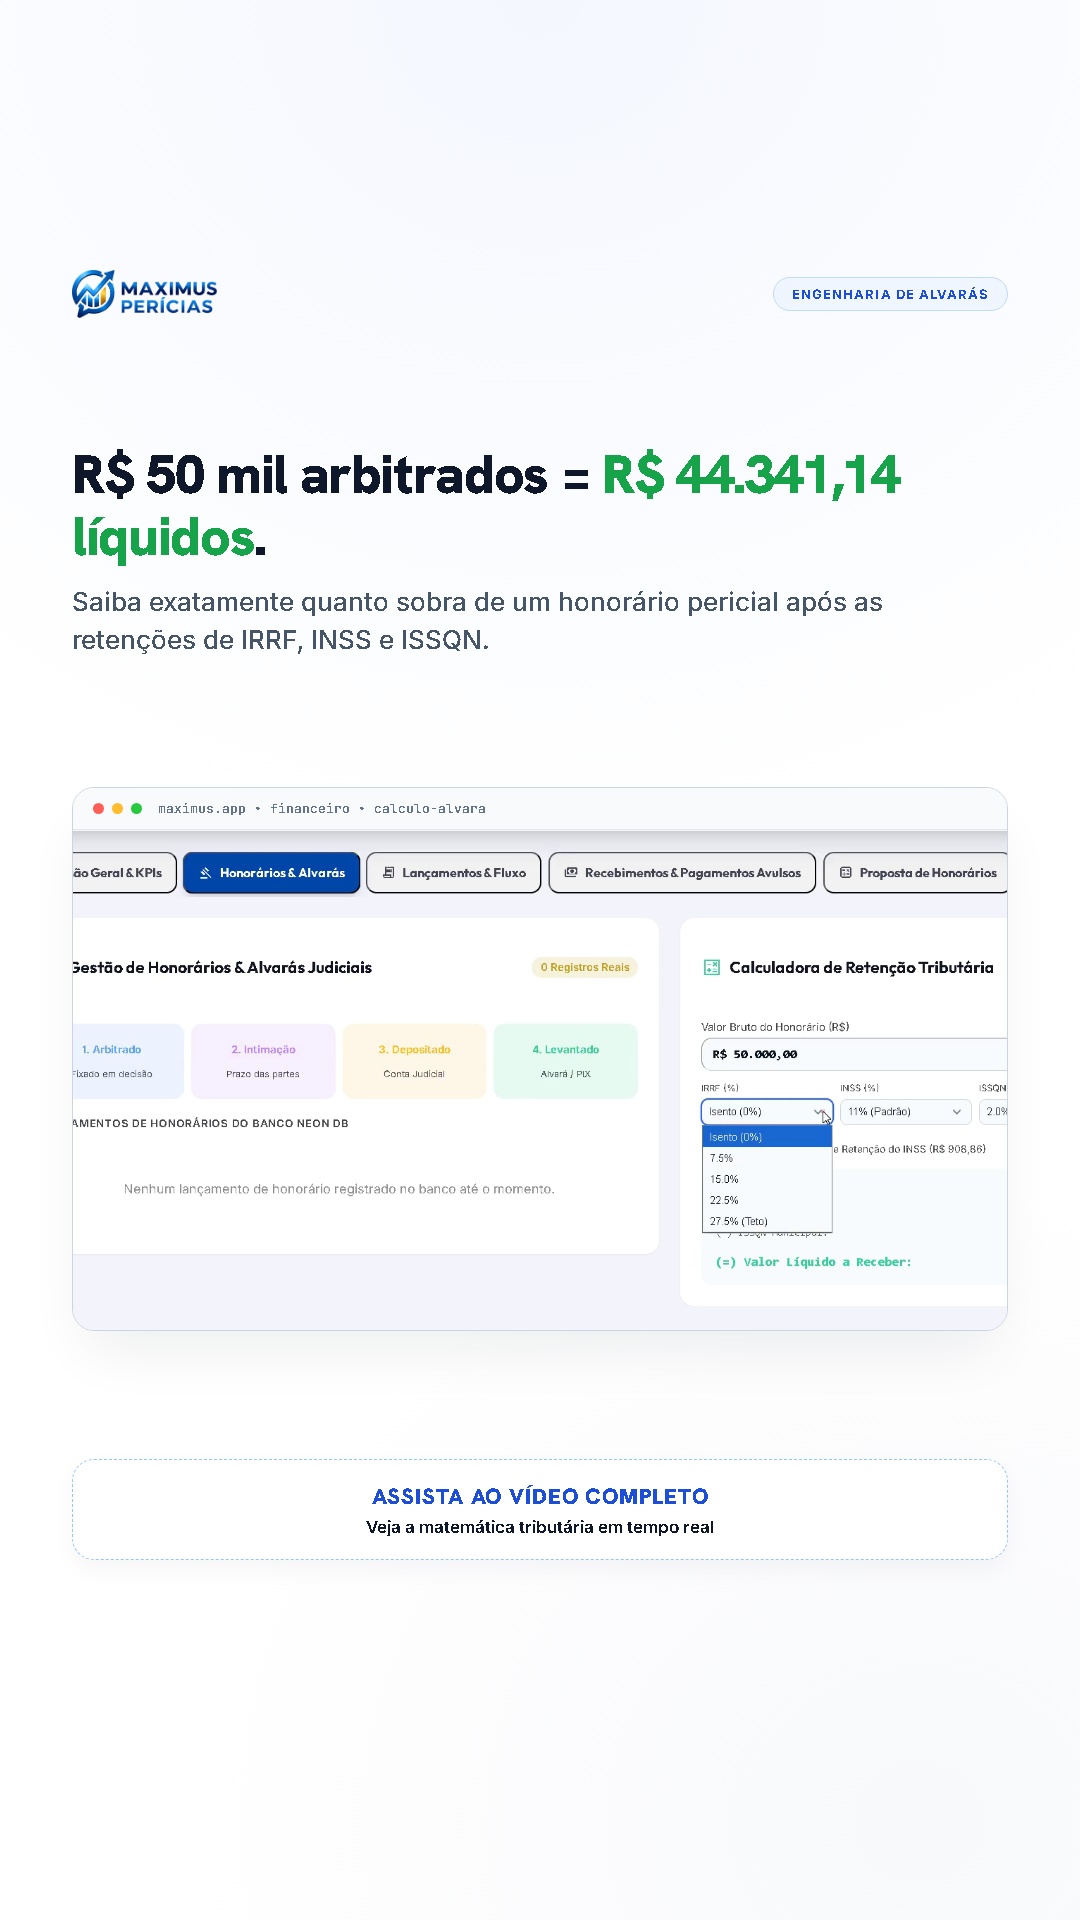 MAXIMUS
PERÍCIAS
ENGENHARIA DE ALVARÁS
R$ 50 mil arbitrados = R$ 44.341,14
líquidos.
Saiba exatamente quanto sobra de um honorário pericial após as
retenções de IRRF, INSS e ISSQN.
maximus.app • financeiro • calculo-alvara
ão Geral & KPIs
Honorários & Alvarás
Lançamentos & Fluxo
Recebimentos & Pagamentos Avulsos
Proposta de Honorários
Gestão de Honorários & Alvarás Judiciais
0 Registros Reais
1. Arbitrado
Fixado em decisão
2. Intimação
Prazo das partes
3. Depositado
Conta Judicial
4. Levantado
Alvará / PIX
AMENTOS DE HONORÁRIOS DO BANCO NEON DB
Nenhum lançamento de honorário registrado no banco até o momento.
Calculadora de Retenção Tributária
Valor Bruto do Honorário (R$)
R$ 50.000,00
IRRF (%)
INSS (%)
ISSQN
Isento (0%)
11% (Padrão)
2.0%
Isento (0%)
7.5%
15.0%
22.5%
27.5% (Teto)
e Retenção do INSS (R$ 908,86)
(=) Valor Líquido a Receber:
ASSISTA AO VÍDEO COMPLETO
Veja a matemática tributária em tempo real